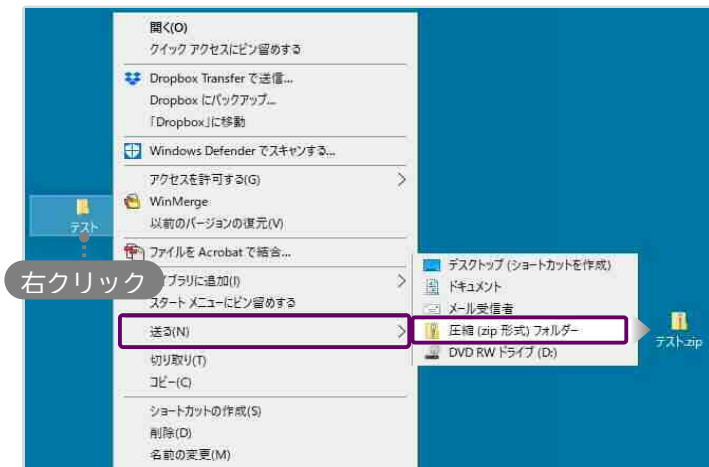 開く(O)
クイック アクセスにピン留めする
Dropbox Transfer で送信...
Dropbox にバックアップ...
「Dropbox」に移動
Windows Defender でスキャンする...
アクセスを許可する(G)
WinMerge
以前のバージョンの復元(V)
テスト
ファイルを Acrobat で結合...
右クリック
イブラリに追加(I)
スタート メニューにピン留めする
送る(N)
切り取り(T)
コピー(C)
ショートカットの作成(S)
削除(D)
名前の変更(M)
デスクトップ (ショートカットを作成)
ドキュメント
メール受信者
圧縮 (zip 形式) フォルダー
DVD RW ドライブ (D:)
テスト.zip